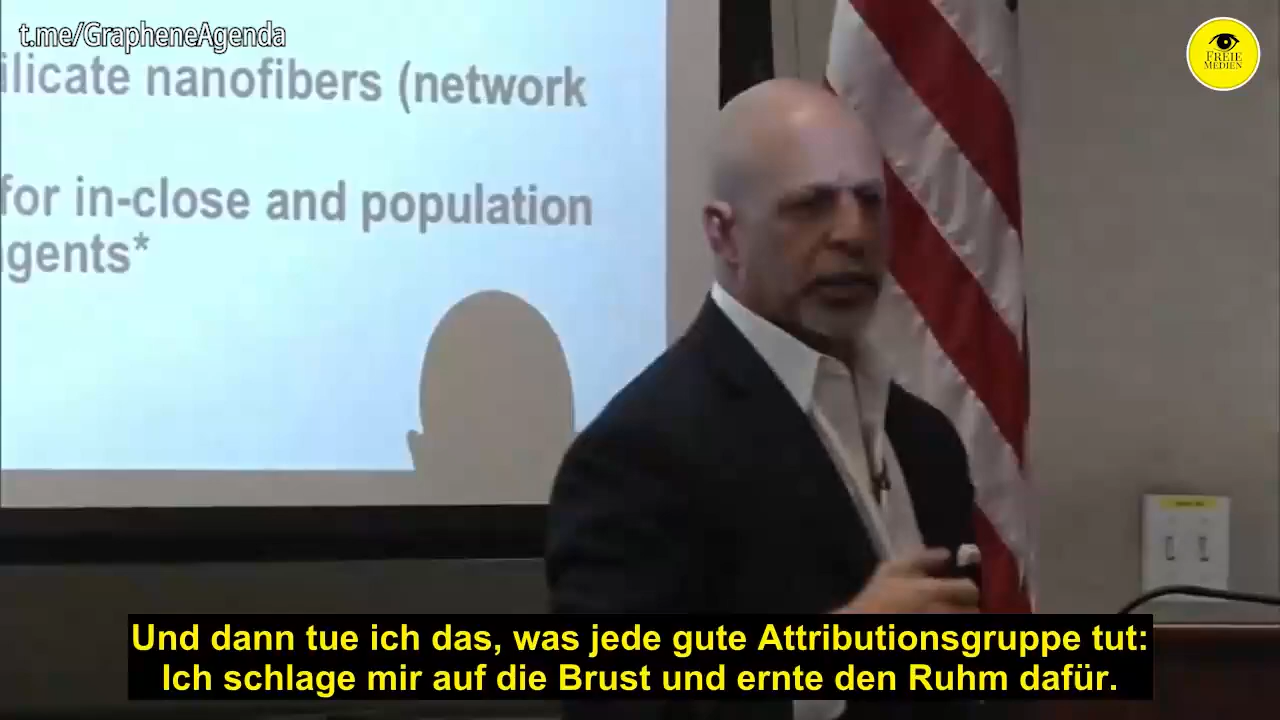 t.me/GrapheneAgenda
FREIE
MEDIEN
ilicate nanofibers (network
for in-close and population
gents*
Und dann tue ich das, was jede gute Attributionsgruppe tut:
Ich schlage mir auf die Brust und ernte den Ruhm dafür.